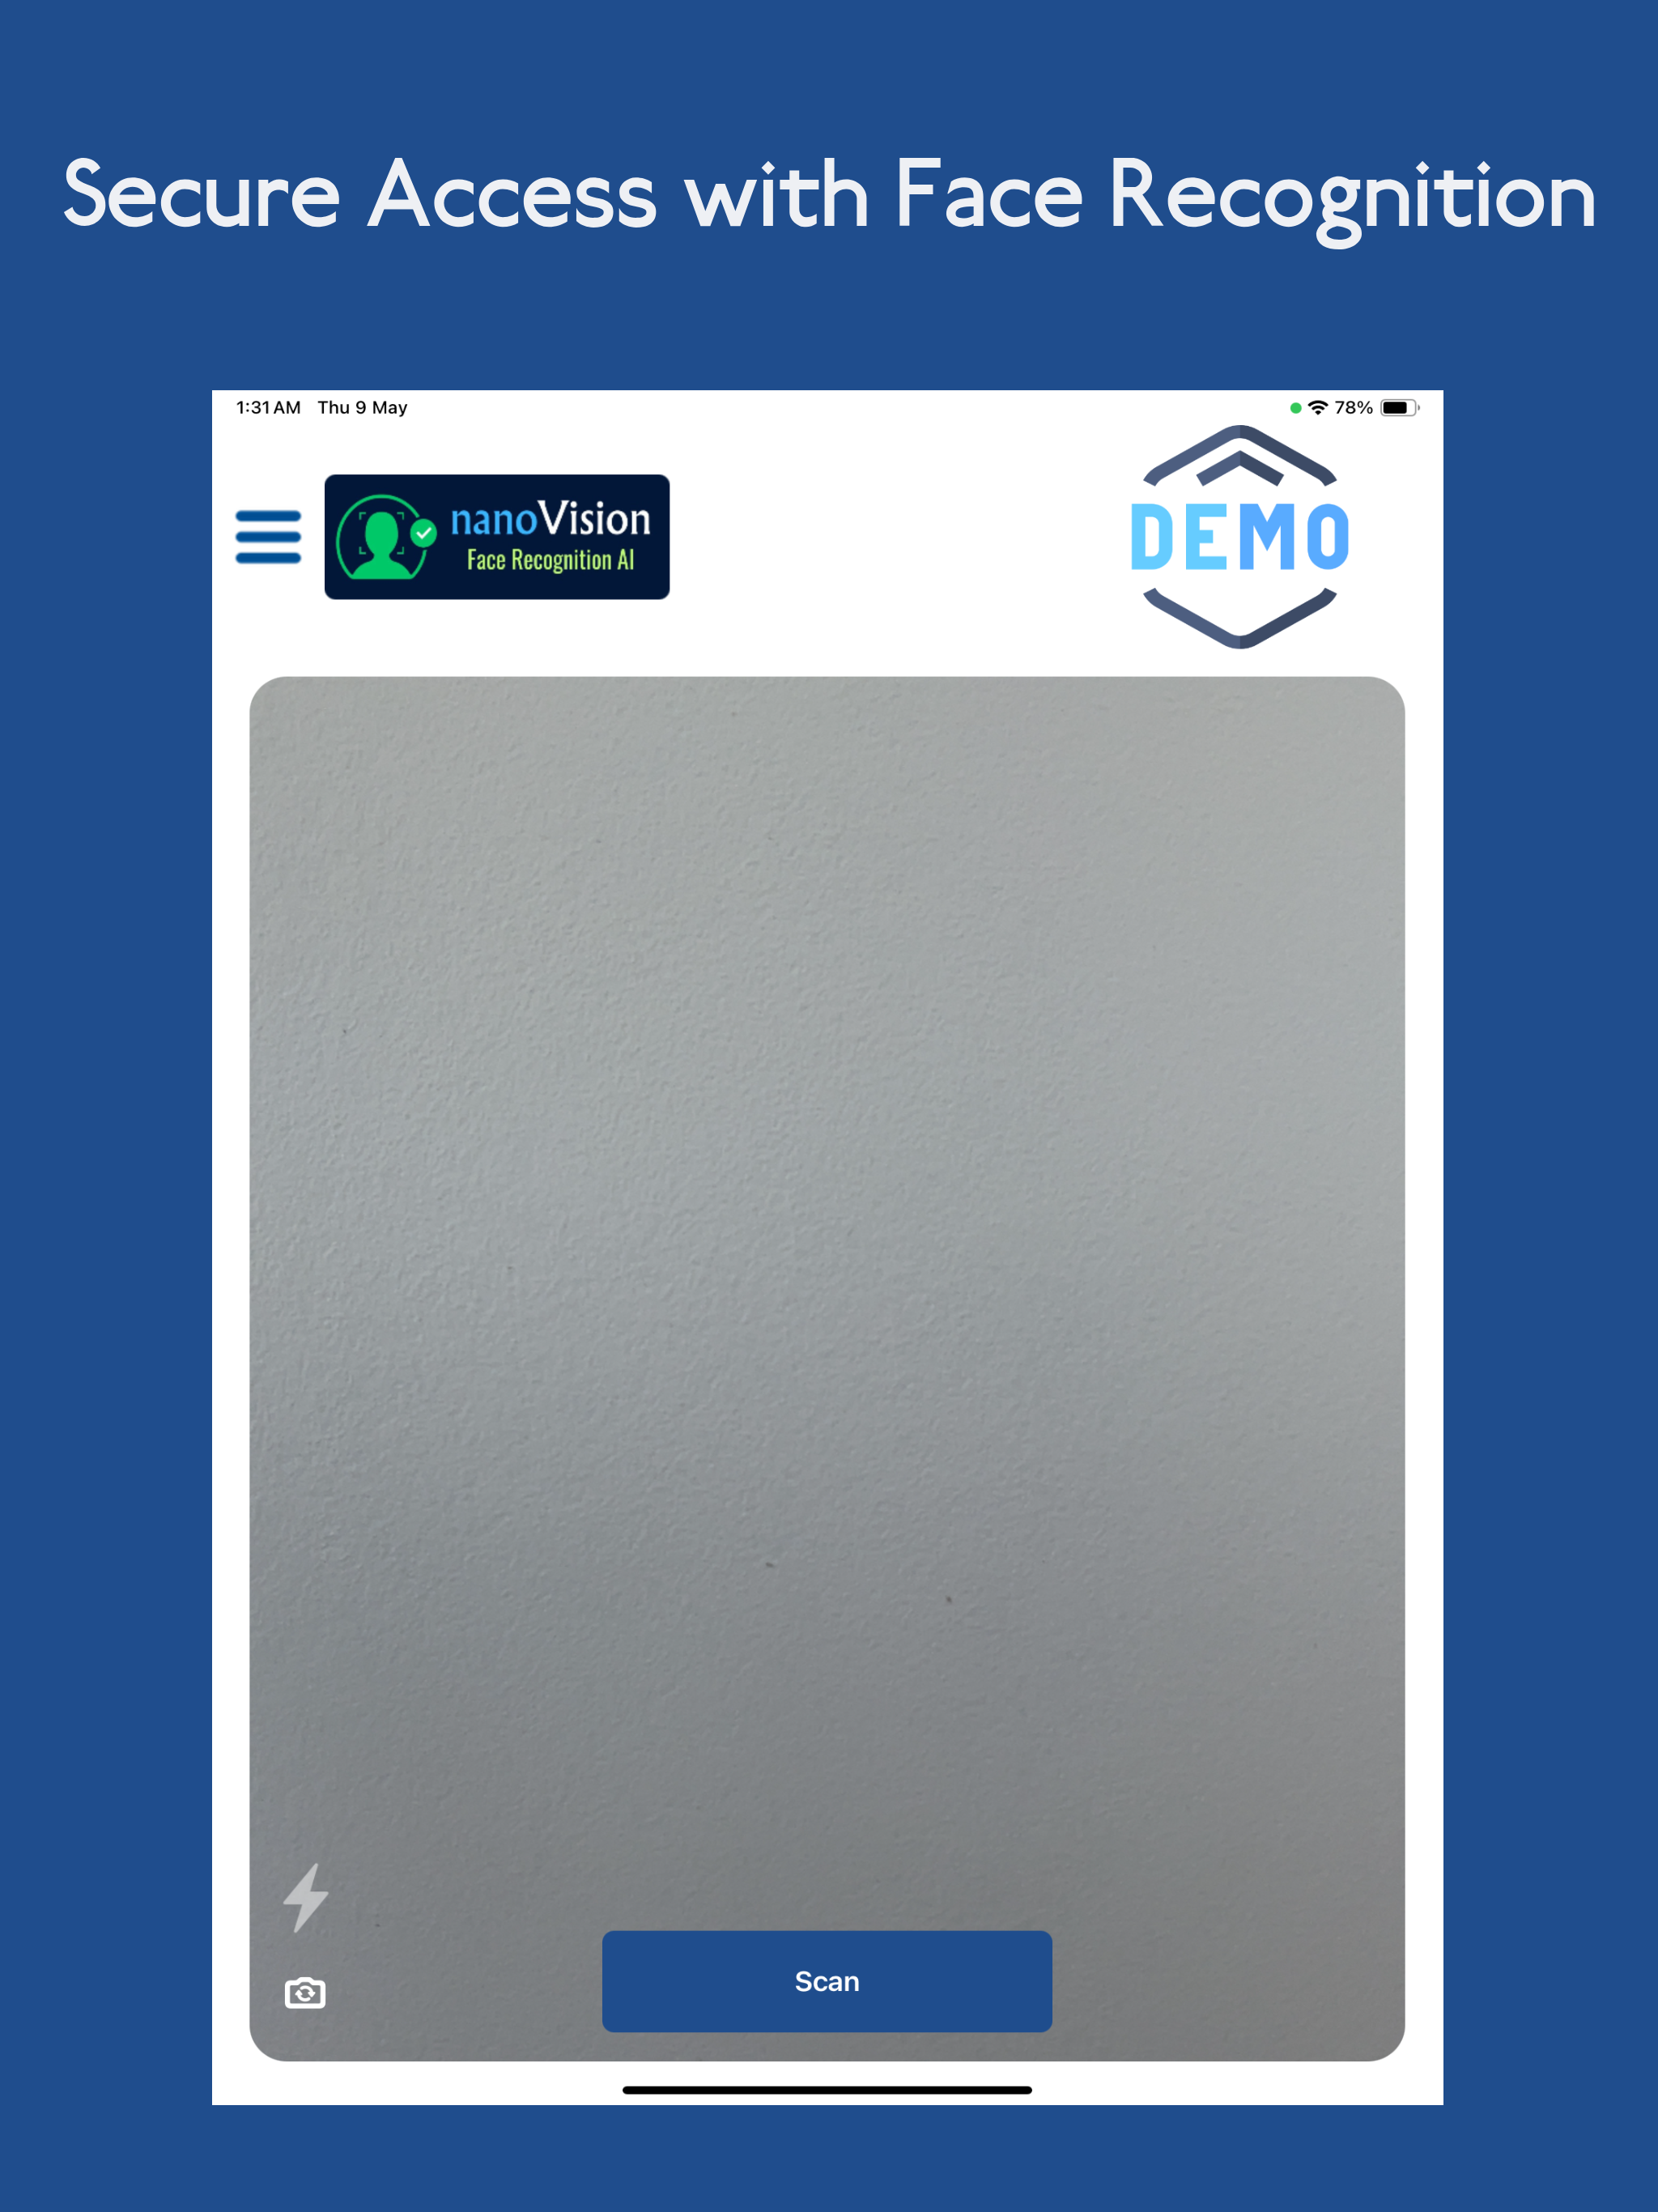 Secure Access with Face Recognition
1:31 AM Thu 9 May
78%
nanoVision
Face Recognition AI
DEMO
Scan